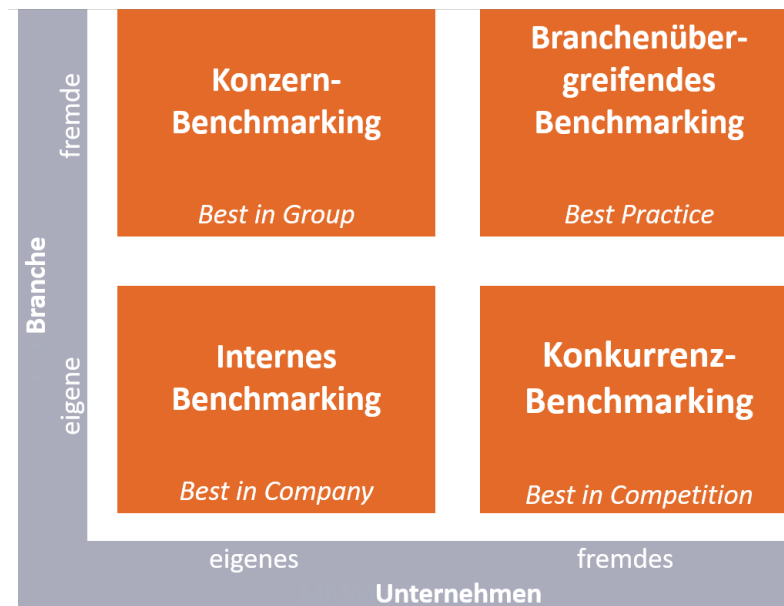 Konzern-
Benchmarking
Best in Group
Branchenüber-
greifendes
Benchmarking
Best Practice
Internes
Benchmarking
Best in Company
Konkurrenz-
Benchmarking
Best in Competition
fremde
Branche
eigene
eigenes
fremdes
Unternehmen